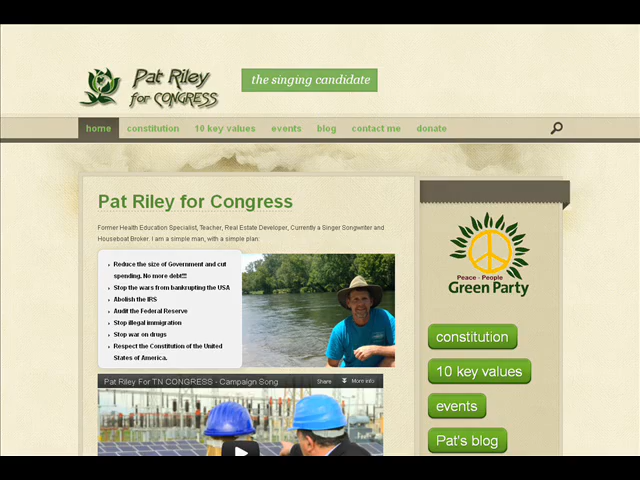 Pat Riley
for CONGRESS
the singing candidate
home constitution 10 key values events blog contact me donate
Pat Riley for Congress
Former Health Education Specialist, Teacher, Real Estate Developer, Currently a Singer Songwriter and
Houseboat Broker. I am a simple man, with a simple plan:
Reduce the size of Government and cut
spending. No more debt!!!
Stop the wars from bankrupting the USA
Abolish the IRS
Audit the Federal Reserve
Stop illegal immigration
Stop war on drugs
Respect the Constitution of the United
States of America.
Pat Riley For TN CONGRESS - Campaign Song Share More info
Peace - People
Green Party
constitution
10 key values
events
Pat's blog